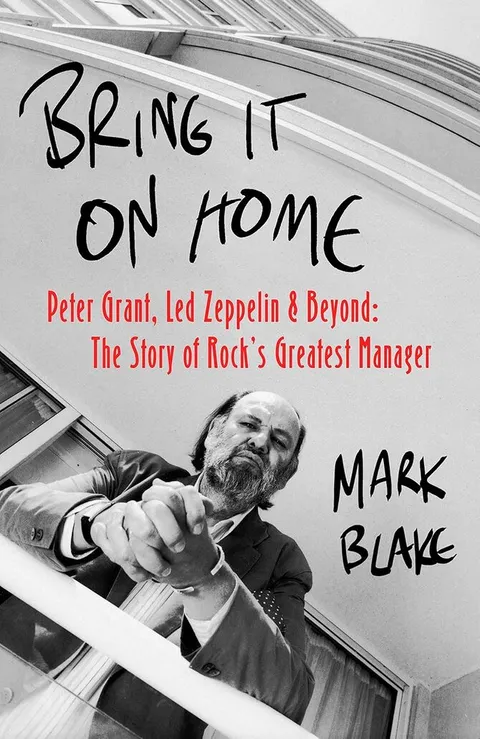 BRING IT
ON HOME
Peter Grant, Led Zeppelin & Beyond:
The Story of Rock's Greatest Manager
MARK
BLAKE